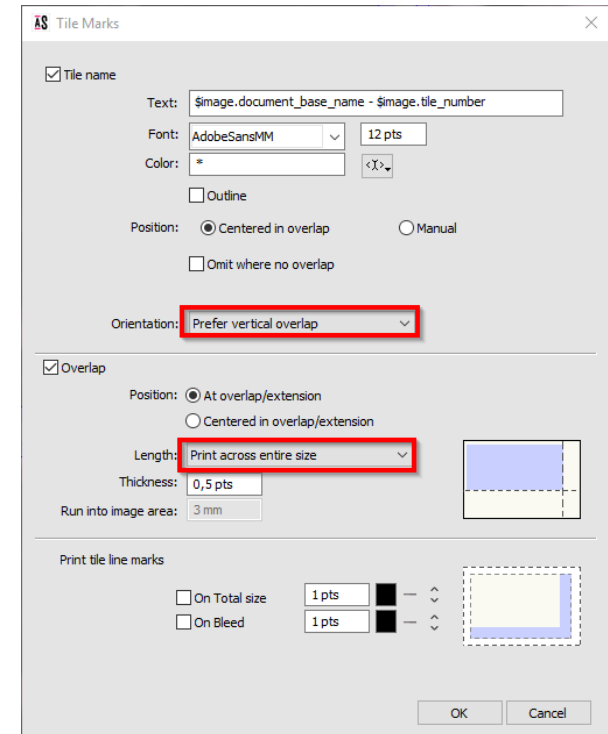 ĀS Tile Marks
Tile name
Text: $image.document_base_name - $image.tile_number
Font: AdobeSansMM 12 pts
Color: *
Outline
Position: Centered in overlap Manual
Omit where no overlap
Orientation: Prefer vertical overlap
Overlap
Position: At overlap/extension
Centered in overlap/extension
Length: Print across entire size
Thickness: 0,5 pts
Run into image area: 3 mm
Print tile line marks
On Total size 1 pts
On Bleed 1 pts
OK Cancel